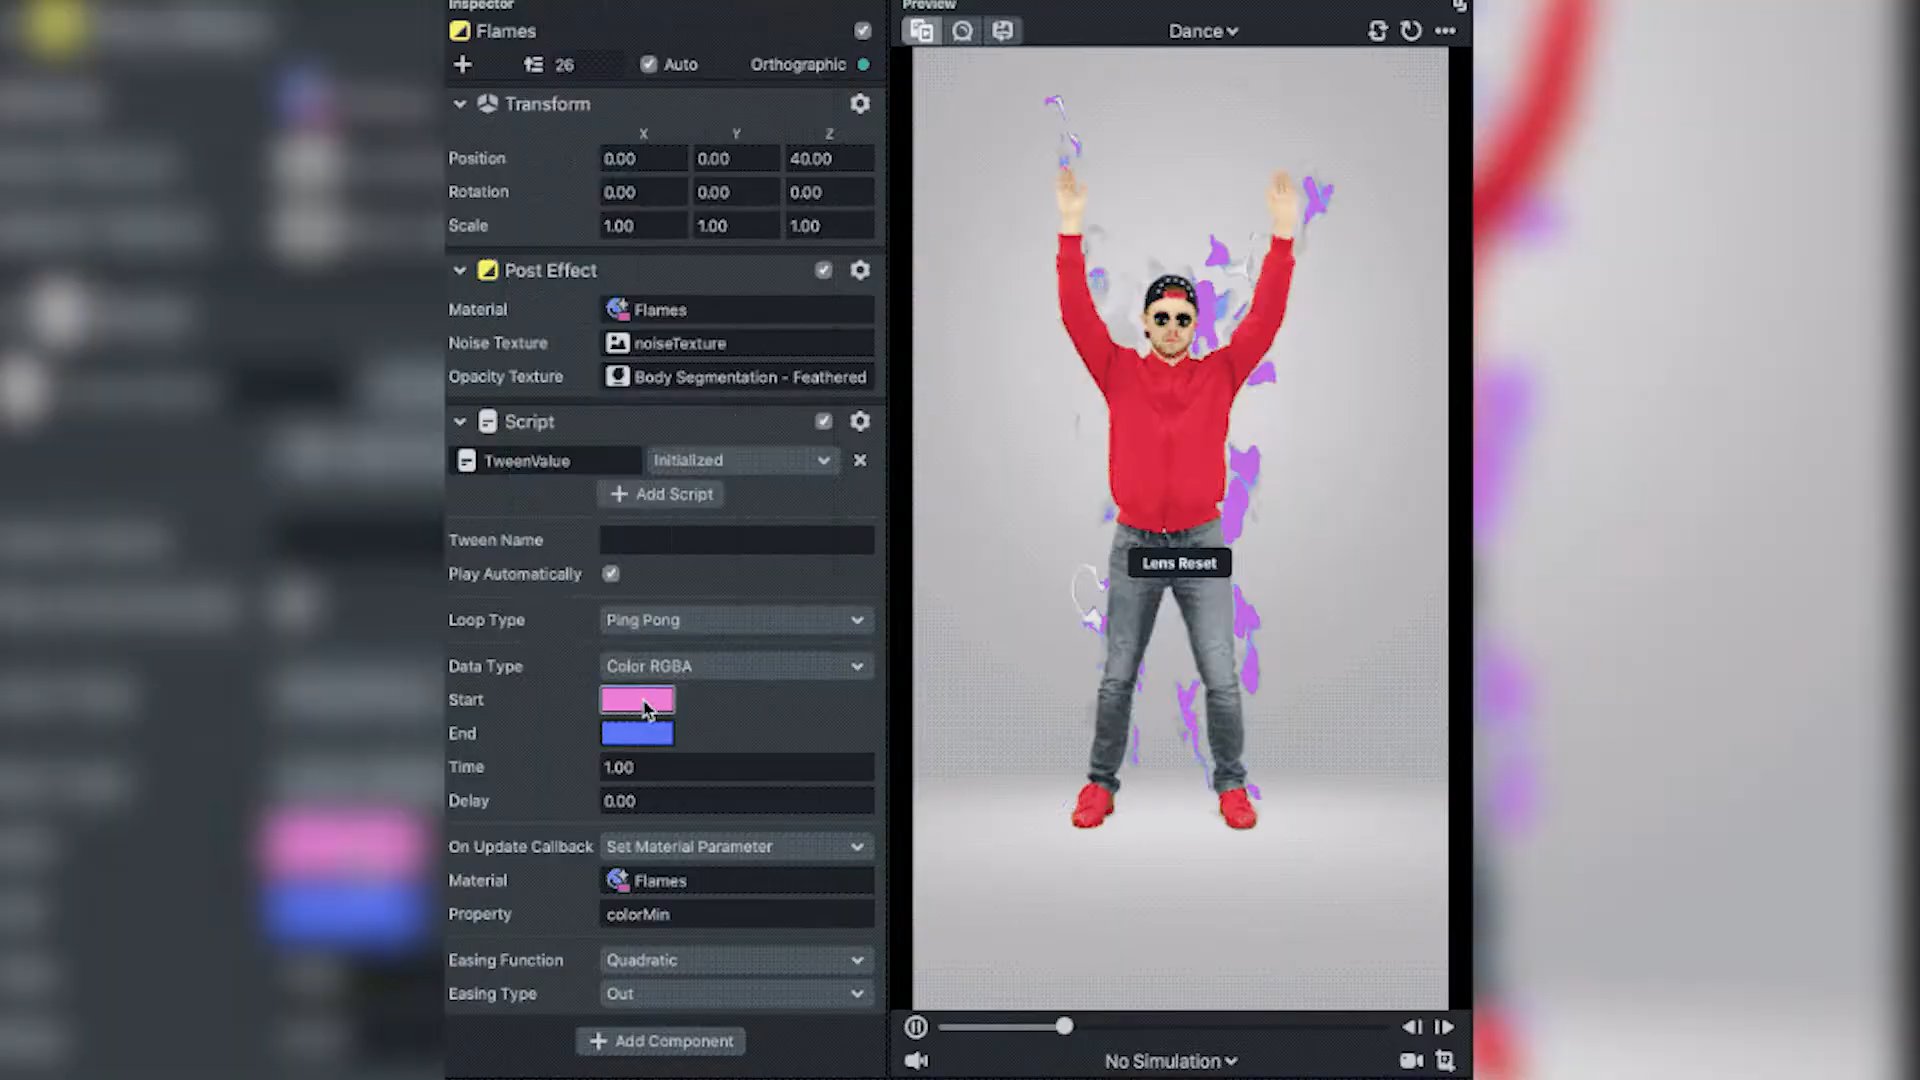 Inspector
Flames
26 Auto Orthographic
Transform
X Y Z
Position 0.00 0.00 40.00
Rotation 0.00 0.00 0.00
Scale 1.00 1.00 1.00
Post Effect
Material Flames
Noise Texture noiseTexture
Opacity Texture Body Segmentation - Feathered
Script
TweenValue Initialized
Add Script
Tween Name
Play Automatically
Loop Type Ping Pong
Data Type Color RGBA
Start
End
Time 1.00
Delay 0.00
On Update Callback Set Material Parameter
Material Flames
Property colorMin
Easing Function Quadratic
Easing Type Out
Add Component
Preview
Dance
Lens Reset
No Simulation